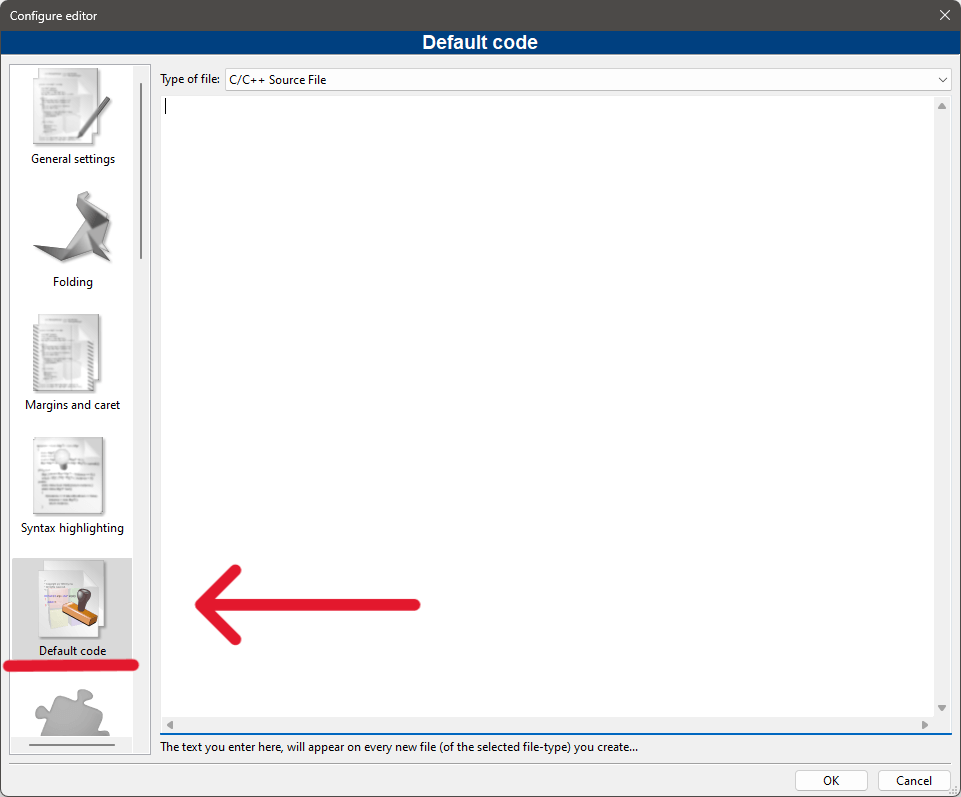 Configure editor
Default code
Type of file:
C/C++ Source File
General settings
Folding
Margins and caret
Syntax highlighting
Default code
The text you enter here, will appear on every new file (of the selected file-type) you create...
OK
Cancel